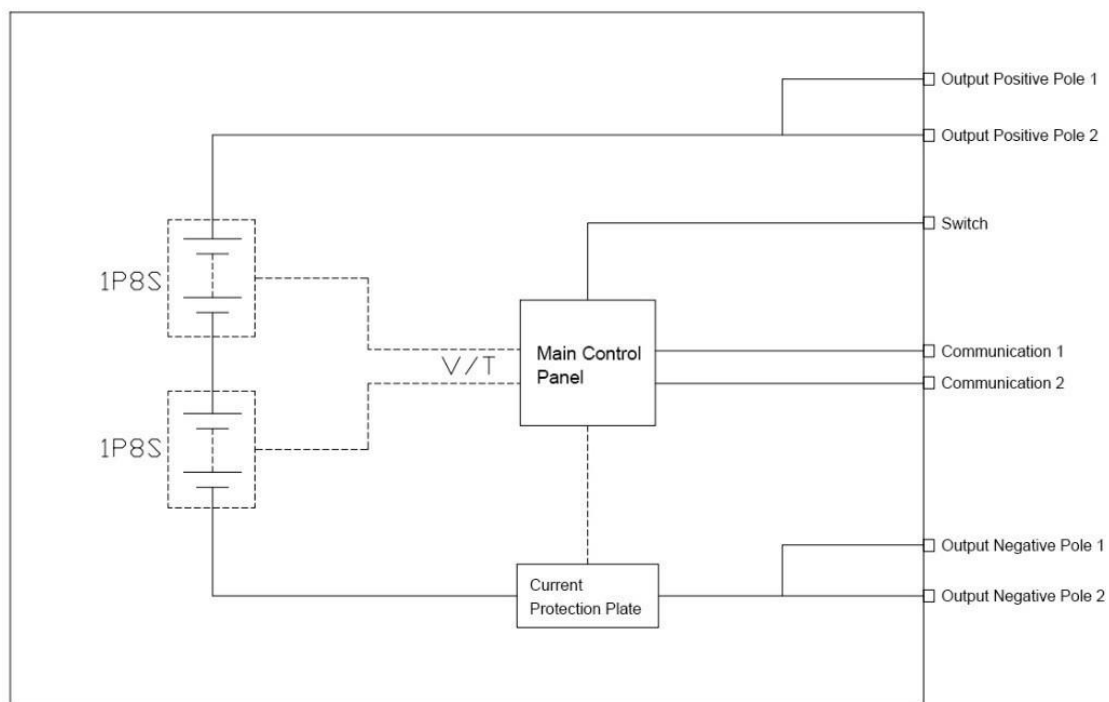 Output Positive Pole 1
Output Positive Pole 2
Switch
1P8S
Main Control
Panel
V/T
Communication 1
Communication 2
1P8S
Output Negative Pole 1
Current
Protection Plate
Output Negative Pole 2